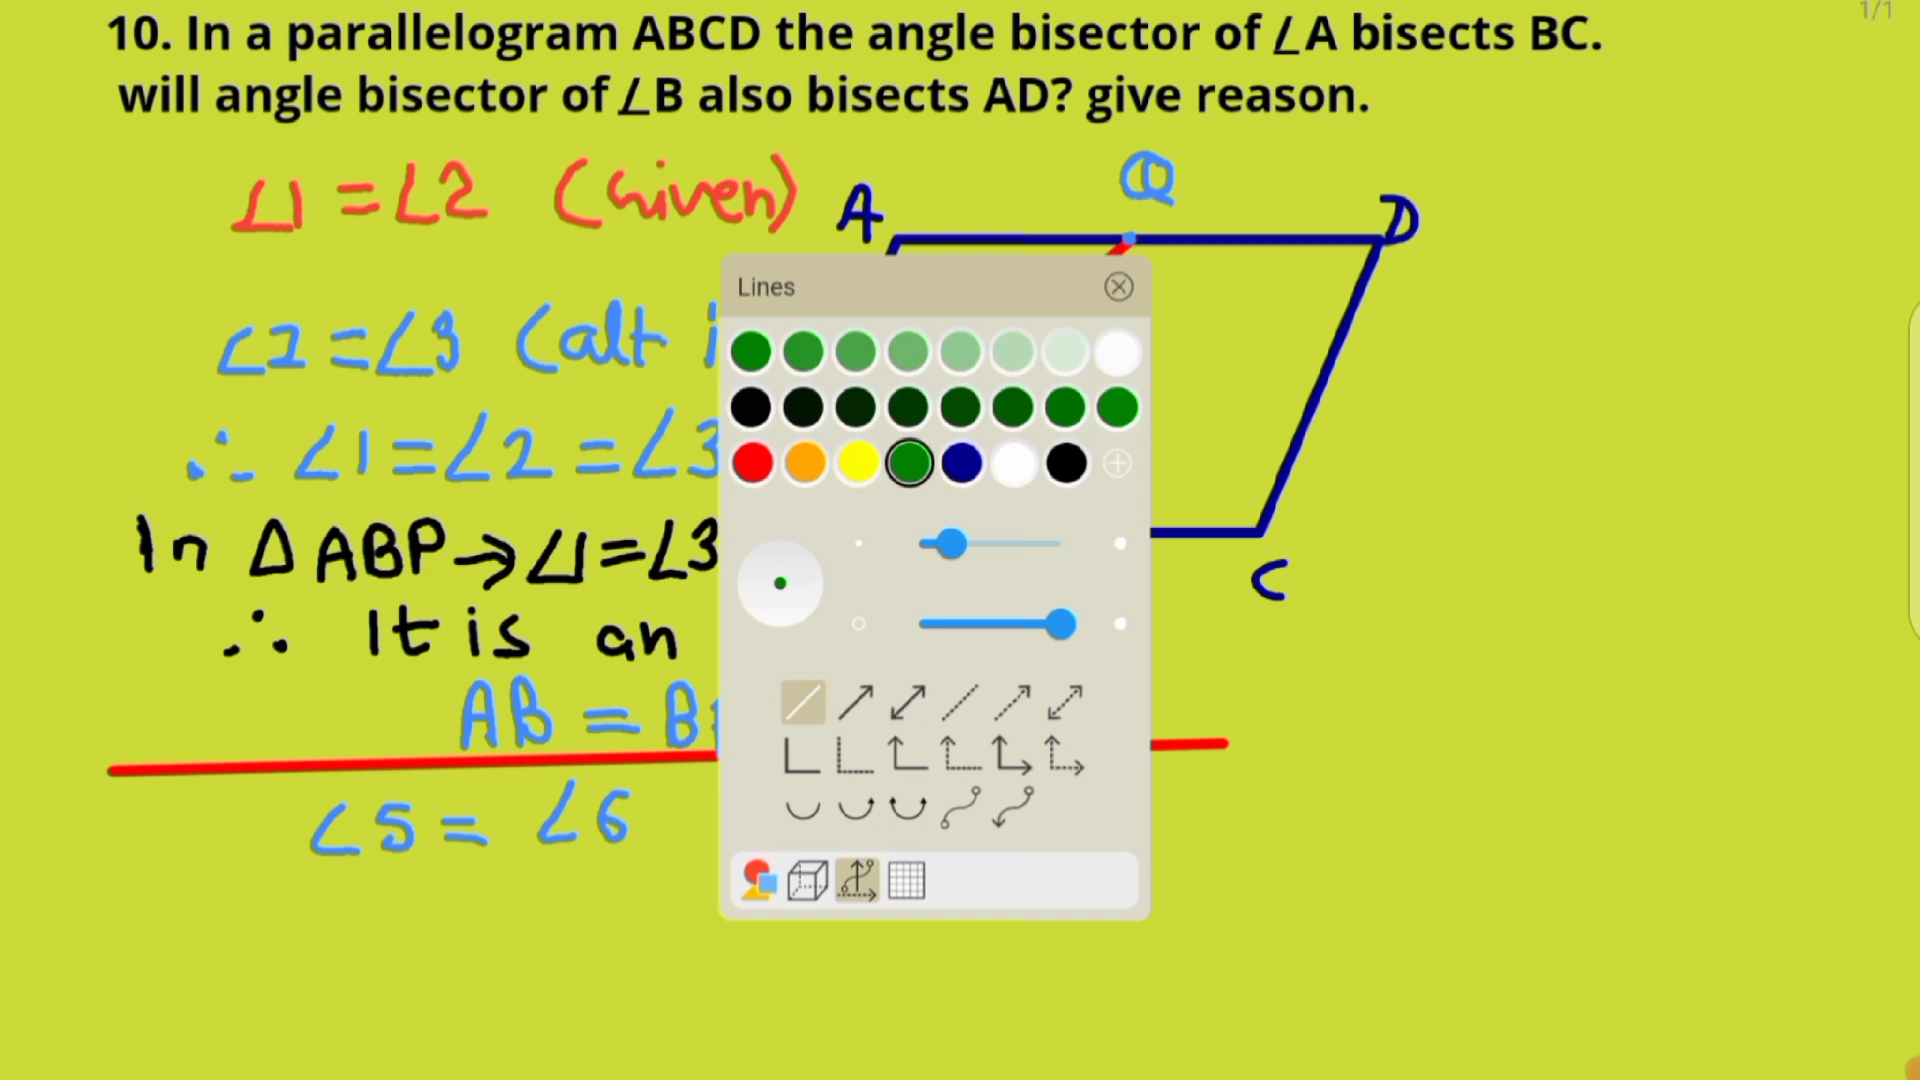 1/1
10. In a parallelogram ABCD the angle bisector of ∠A bisects BC.
will angle bisector of ∠B also bisects AD? give reason.
∠1 = ∠2 (Given)
A
Q
D
Lines
∠2 = ∠3 (alt i
∴ ∠1 = ∠2 = ∠3
In Δ ABP → ∠1 = ∠3
C
∴ It is an
AB = B
∠5 = ∠6